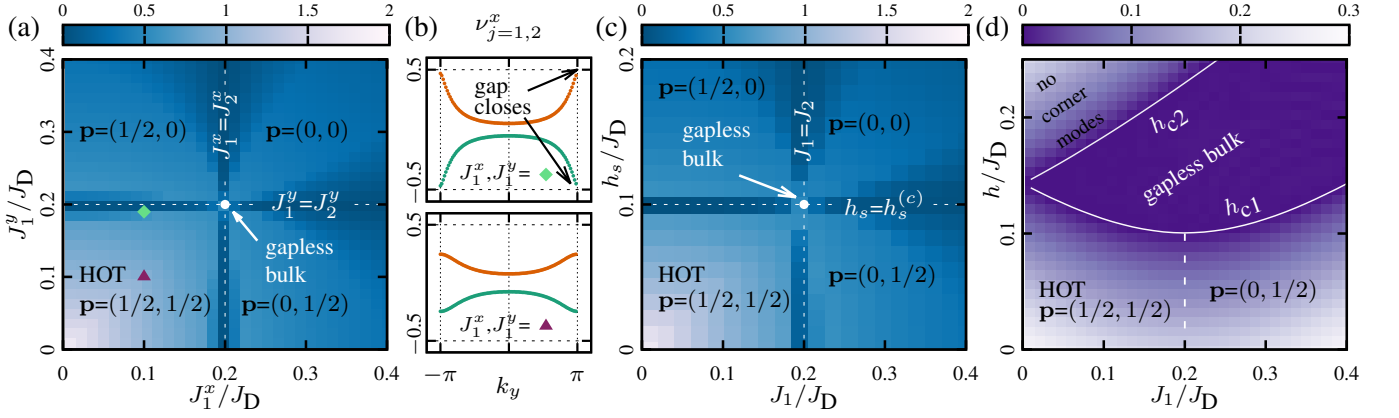 (a)
0 0.5 1 1.5 2
J_1^y/J_D
0.4
0.3
0.2
0.1
0
p=(1/2, 0)
J_1^x=J_2^x
p=(0, 0)
J_1^y=J_2^y
gapless
bulk
HOT
p=(1/2, 1/2)
p=(0, 1/2)
0 0.1 0.2 0.3 0.4
J_1^x/J_D
(b)
ν^x_{j=1,2}
0.5
gap
closes
J_1^x, J_1^y=
−0.5
0.5
J_1^x, J_1^y=
−0.5
−π
π
k_y
(c)
0 0.5 1 1.5 2
h_s/J_D
0.2
0.1
0
p=(1/2, 0)
J_1=J_2
p=(0, 0)
gapless
bulk
h_s=h_s^{(c)}
HOT
p=(1/2, 1/2)
p=(0, 1/2)
0 0.1 0.2 0.3 0.4
J_1/J_D
(d)
0 0.1 0.2 0.3
h/J_D
0.2
0.1
0
no
corner
modes
h_{c2}
gapless bulk
h_{c1}
HOT
p=(1/2, 1/2)
p=(0, 1/2)
0 0.1 0.2 0.3 0.4
J_1/J_D